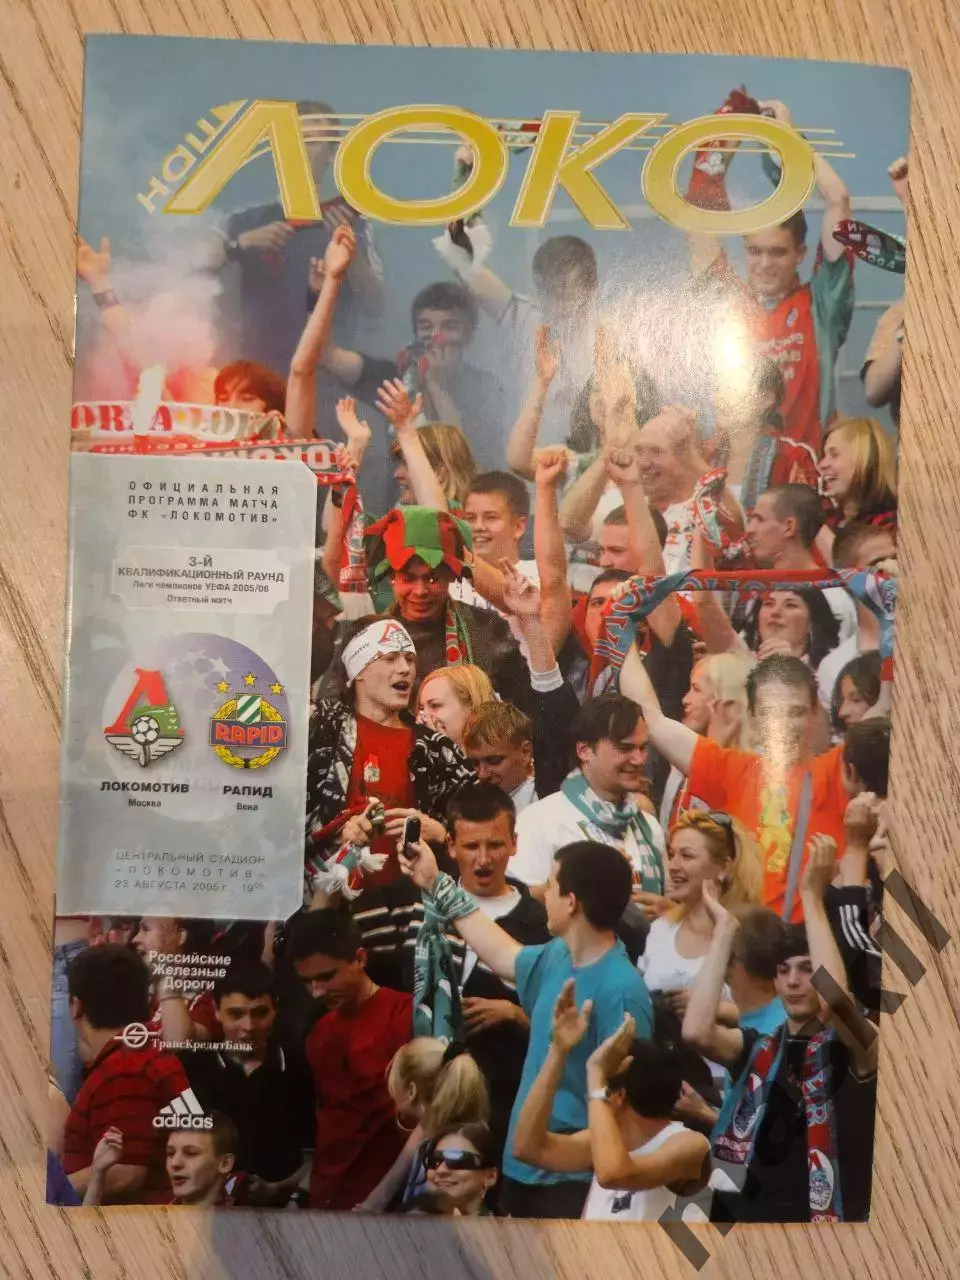 наш ЛОКО
ОФИЦИАЛЬНАЯ
ПРОГРАММА МАТЧА
ФК «ЛОКОМОТИВ»
3-Й
КВАЛИФИКАЦИОННЫЙ РАУНД
Лиги чемпионов УЕФА 2005/06
Ответный матч
RAPID
ЛОКОМОТИВ
Москва
РАПИД
Вена
ЦЕНТРАЛЬНЫЙ СТАДИОН
«ЛОКОМОТИВ»
23 АВГУСТА 2005 г. 19⁰⁰
Российские
Железные
Дороги
ТрансКредитБанк
adidas